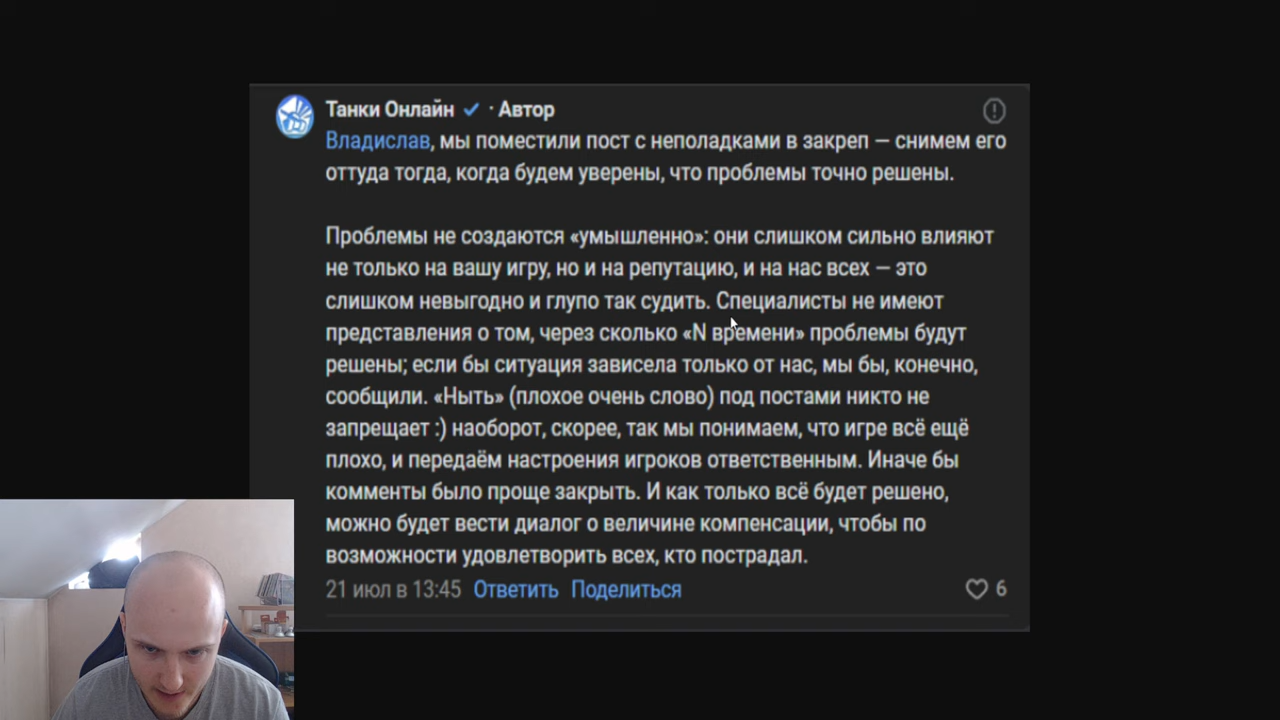 Танки Онлайн · Автор
Владислав, мы поместили пост с неполадками в закреп — снимем его
оттуда тогда, когда будем уверены, что проблемы точно решены.
Проблемы не создаются «умышленно»: они слишком сильно влияют
не только на вашу игру, но и на репутацию, и на нас всех — это
слишком невыгодно и глупо так судить. Специалисты не имеют
представления о том, через сколько «N времени» проблемы будут
решены; если бы ситуация зависела только от нас, мы бы, конечно,
сообщили. «Ныть» (плохое очень слово) под постами никто не
запрещает :) наоборот, скорее, так мы понимаем, что игре всё ещё
плохо, и передаём настроения игроков ответственным. Иначе бы
комменты было проще закрыть. И как только всё будет решено,
можно будет вести диалог о величине компенсации, чтобы по
возможности удовлетворить всех, кто пострадал.
21 июл в 13:45 Ответить Поделиться 6